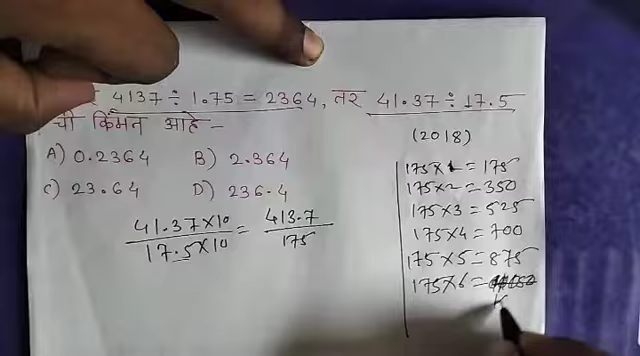 4137 ÷ 1.75 = 2364, तर 41.37 ÷ 17.5
ची किंमत आहे -
(2018)
A) 0.2364 B) 2.364
C) 23.64 D) 236.4
41.37×10 / 17.5×10 = 413.7 / 175
175×1=175
175×2=350
175×3=525
175×4=700
175×5=875
175×6=